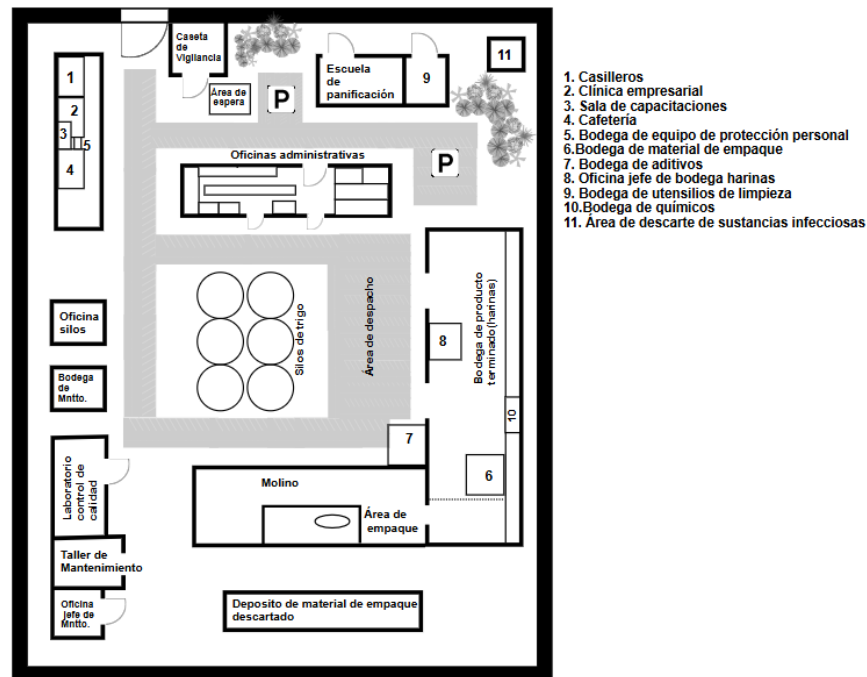 Caseta
de
Vigilancia
Área de
espera
P
Escuela
de
panificación
9
11
1
2
3
5
4
Oficinas administrativas
P
Oficina
silos
Bodega
de
Mntto.
Silos de trigo
Área de despacho
Bodega de producto
terminado(harinas)
8
10
7
6
Laboratorio
control de
calidad
Molino
Área de
empaque
Taller de
Mantenimiento
Oficina
jefe de
Mntto.
Deposito de material de empaque
descartado
1. Casilleros
2. Clínica empresarial
3. Sala de capacitaciones
4. Cafetería
5. Bodega de equipo de protección personal
6.Bodega de material de empaque
7. Bodega de aditivos
8. Oficina jefe de bodega harinas
9. Bodega de utensilios de limpieza
10.Bodega de químicos
11. Área de descarte de sustancias infecciosas